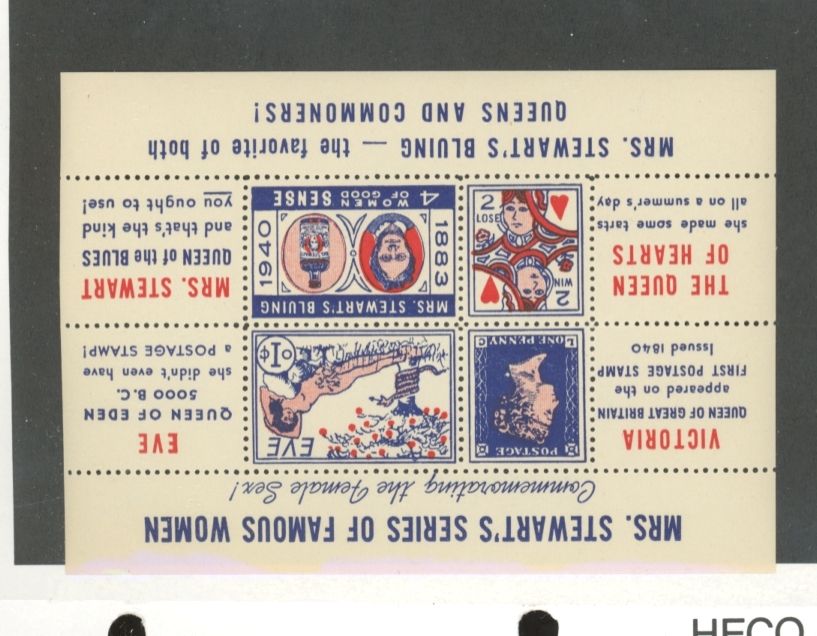 MRS. STEWART'S SERIES OF FAMOUS WOMEN
Commemorating the Female Sex!
VICTORIA
QUEEN OF GREAT BRITAIN
appeared on the
FIRST POSTAGE STAMP
Issued 1840
POSTAGE
L ONE PENNY C
EVE
1¢
EVE
QUEEN OF EDEN
5000 B.C.
she didn't even have
a POSTAGE STAMP!
THE QUEEN
OF HEARTS
she made some tarts
all on a summer's day
2
WIN
2
LOSE
MRS. STEWART'S BLUING
1883
1940
4 WOMEN OF GOOD SENSE
MRS. STEWART
QUEEN of the BLUES
and that's the kind
you ought to use!
MRS. STEWART'S BLUING — the favorite of both
QUEENS AND COMMONERS!
HECO